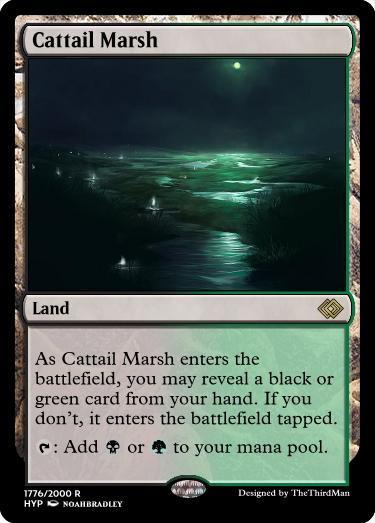 Cattail Marsh
Land
As Cattail Marsh enters the
battlefield, you may reveal a black or
green card from your hand. If you
don't, it enters the battlefield tapped.
: Add or to your mana pool.
1776/2000 R
HYP NOAHBRADLEY
Designed by TheThirdMan